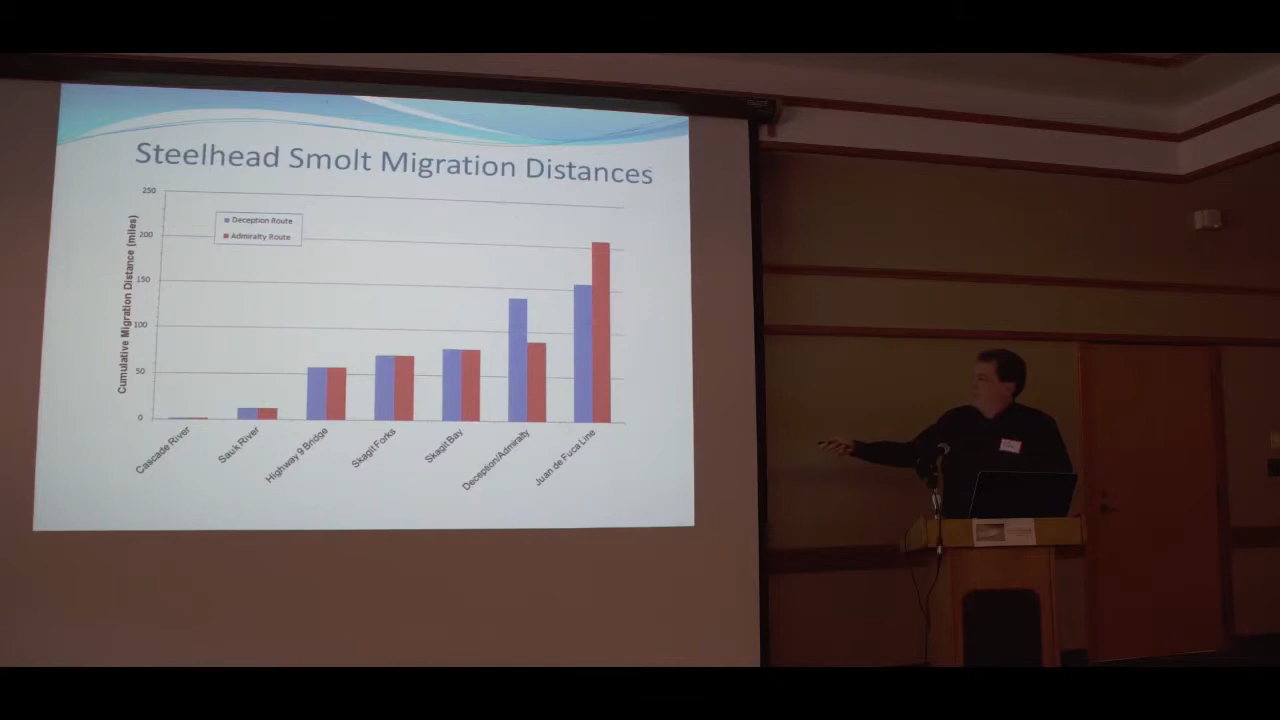 Steelhead Smolt Migration Distances
Cumulative Migration Distance (miles)
250
200
150
100
50
0
Deception Route
Admiralty Route
Cascade River
Sauk River
Highway 9 Bridge
Skagit Forks
Skagit Bay
Deception/Admiralty
Juan de Fuca Line